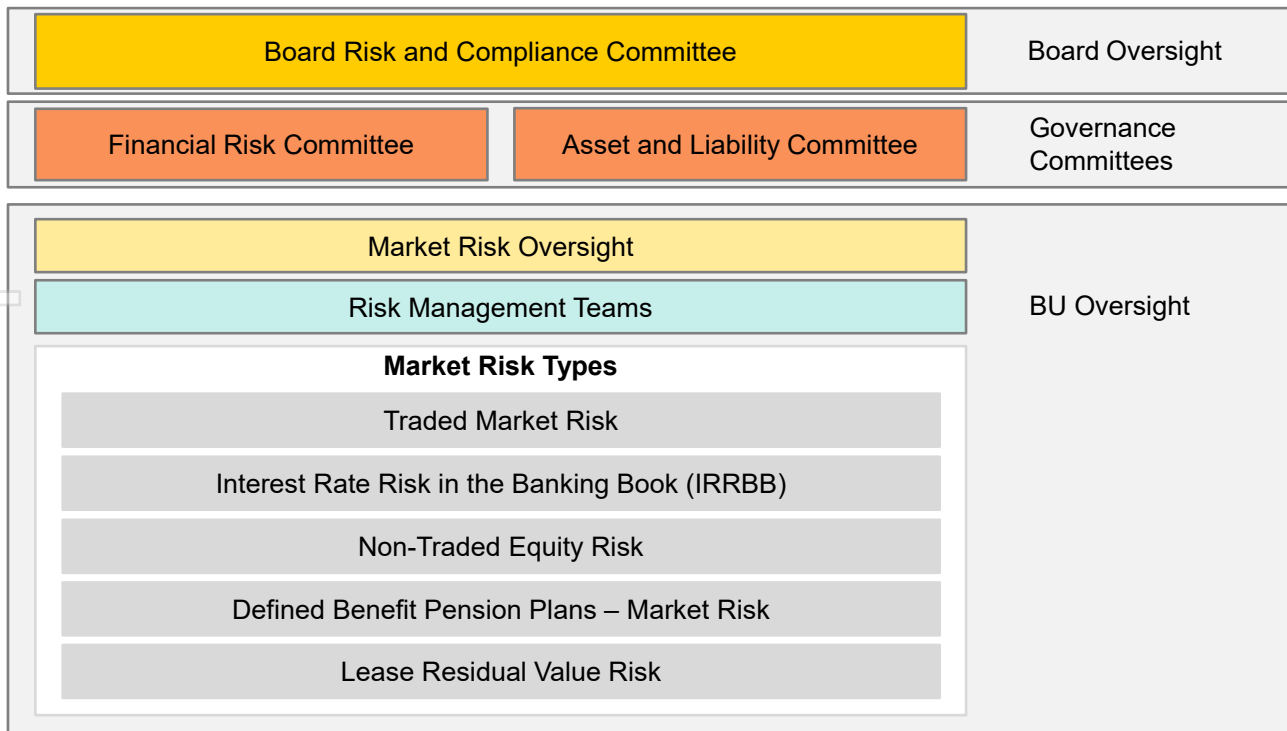 Board Risk and Compliance Committee
Board Oversight
Financial Risk Committee
Asset and Liability Committee
Governance
Committees
Market Risk Oversight
Risk Management Teams
BU Oversight
Market Risk Types
Traded Market Risk
Interest Rate Risk in the Banking Book (IRRBB)
Non-Traded Equity Risk
Defined Benefit Pension Plans – Market Risk
Lease Residual Value Risk